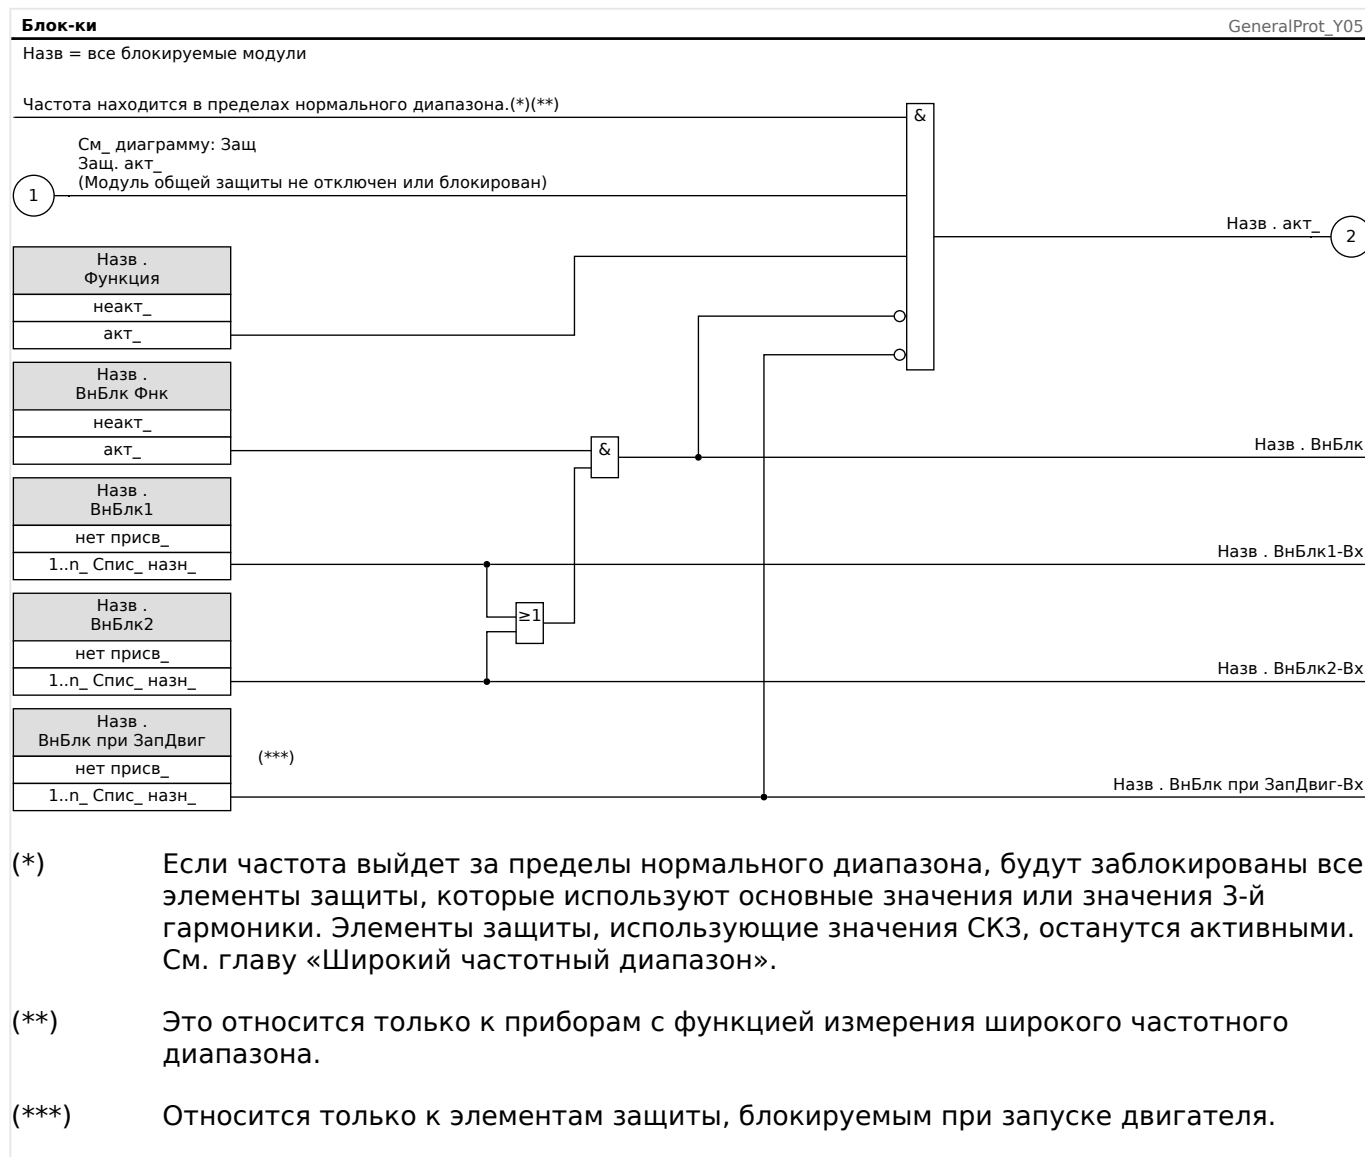 Блок-ки
GeneralProt_Y05
Назв = все блокируемые модули
Частота находится в пределах нормального диапазона.(*)(**)
&
См_ диаграмму: Защ
Защ. акт_
(Модуль общей защиты не отключен или блокирован)
1
Назв . акт_
2
Назв .
Функция
неакт_
акт_
Назв .
ВнБлк Фнк
неакт_
акт_
&
Назв . ВнБлк
Назв .
ВнБлк1
нет присв_
1..n_ Спис_ назн_
Назв . ВнБлк1-Вх
≥1
Назв .
ВнБлк2
нет присв_
1..n_ Спис_ назн_
Назв . ВнБлк2-Вх
Назв .
ВнБлк при ЗапДвиг
нет присв_
1..n_ Спис_ назн_
(***)
Назв . ВнБлк при ЗапДвиг-Вх
(*) Если частота выйдет за пределы нормального диапазона, будут заблокированы все
элементы защиты, которые используют основные значения или значения 3-й
гармоники. Элементы защиты, использующие значения СКЗ, останутся активными.
См. главу «Широкий частотный диапазон».
(**) Это относится только к приборам с функцией измерения широкого частотного
диапазона.
(***) Относится только к элементам защиты, блокируемым при запуске двигателя.